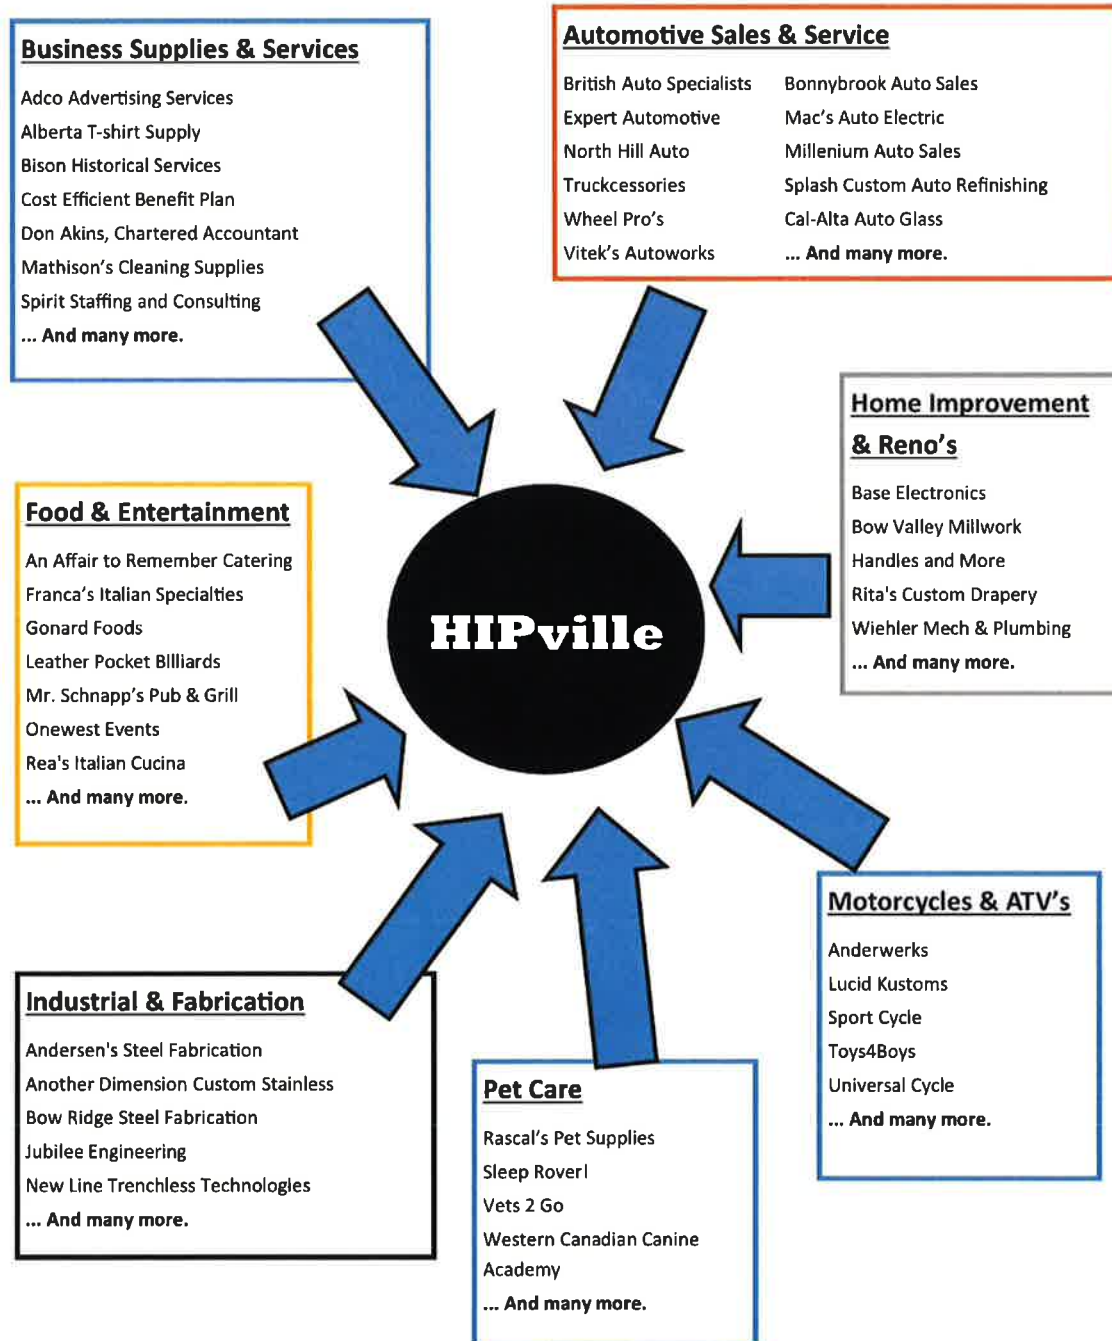 Business Supplies & Services
Adco Advertising Services
Alberta T-shirt Supply
Bison Historical Services
Cost Efficient Benefit Plan
Don Akins, Chartered Accountant
Mathison's Cleaning Supplies
Spirit Staffing and Consulting
... And many more.
Automotive Sales & Service
British Auto Specialists
Expert Automotive
North Hill Auto
Truckcessories
Wheel Pro's
Vitek's Autoworks
Bonnybrook Auto Sales
Mac's Auto Electric
Millenium Auto Sales
Splash Custom Auto Refinishing
Cal-Alta Auto Glass
... And many more.
Home Improvement
& Reno's
Base Electronics
Bow Valley Millwork
Handles and More
Rita's Custom Drapery
Wiehler Mech & Plumbing
... And many more.
Food & Entertainment
An Affair to Remember Catering
Franca's Italian Specialties
Gonard Foods
Leather Pocket Billiards
Mr. Schnapp's Pub & Grill
Onewest Events
Rea's Italian Cucina
... And many more.
HIPville
Motorcycles & ATV's
Anderwerks
Lucid Kustoms
Sport Cycle
Toys4Boys
Universal Cycle
... And many more.
Industrial & Fabrication
Andersen's Steel Fabrication
Another Dimension Custom Stainless
Bow Ridge Steel Fabrication
Jubilee Engineering
New Line Trenchless Technologies
... And many more.
Pet Care
Rascal's Pet Supplies
Sleep Rover!
Vets 2 Go
Western Canadian Canine
Academy
... And many more.